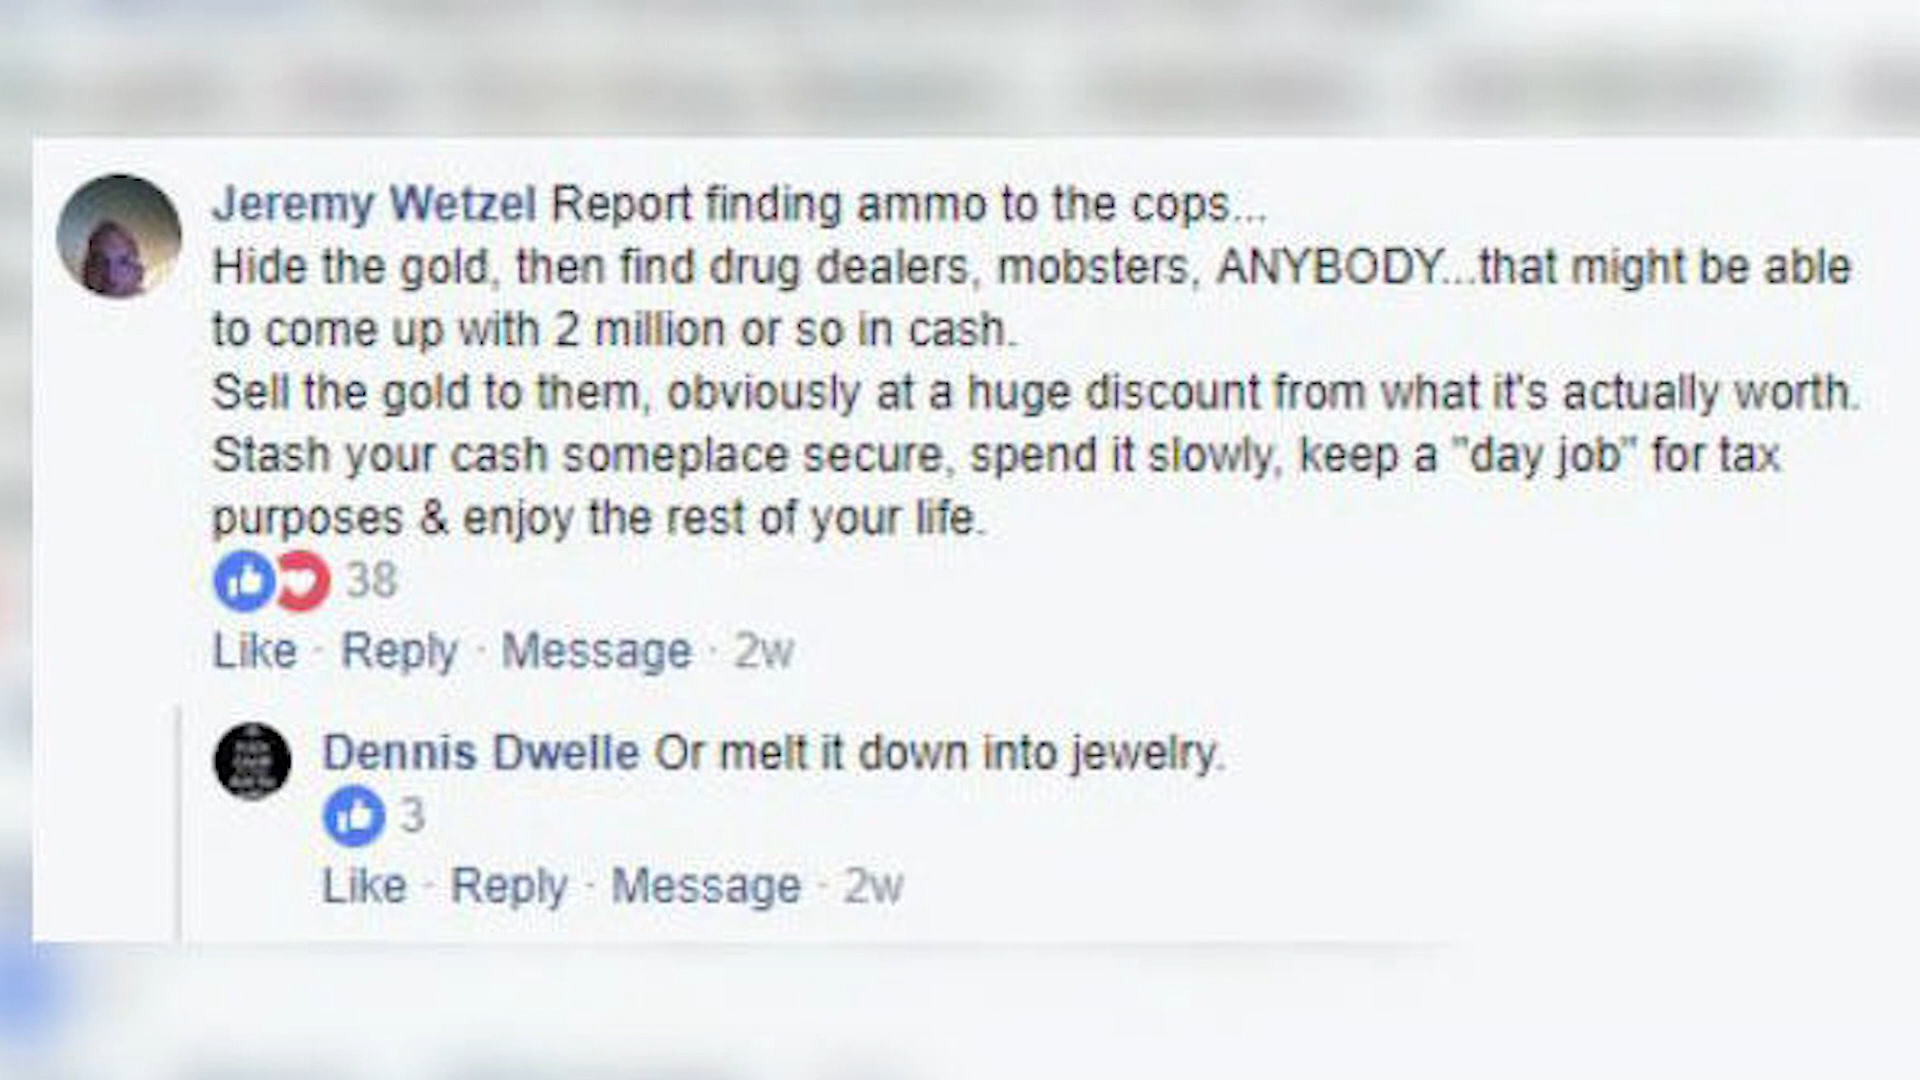 Jeremy Wetzel Report finding ammo to the cops...
Hide the gold, then find drug dealers, mobsters, ANYBODY...that might be able
to come up with 2 million or so in cash.
Sell the gold to them, obviously at a huge discount from what it's actually worth.
Stash your cash someplace secure, spend it slowly, keep a "day job" for tax
purposes & enjoy the rest of your life.
38
Like · Reply · Message · 2w
Dennis Dwelle Or melt it down into jewelry.
3
Like · Reply · Message · 2w